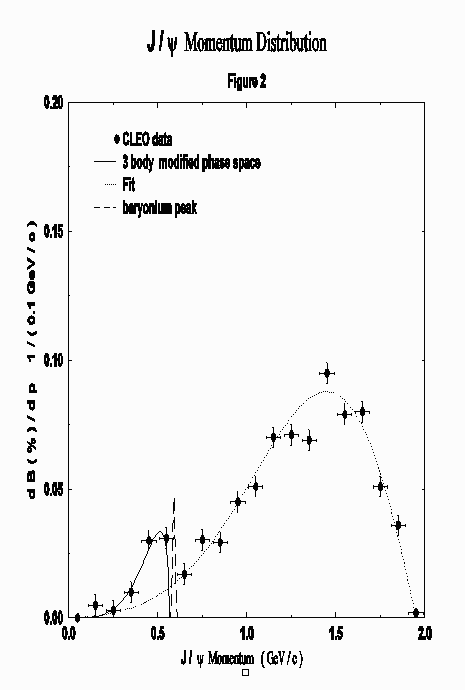 J/ψ Momentum Distribution
Figure 2
0.20
CLEO data
3 body modified phase space
Fit
baryonium peak
0.15
0.10
0.05
0.00
dB(%)/dp 1/(0.1 GeV/c)
0.0 0.5 1.0 1.5 2.0
J/ψ Momentum (GeV/c)